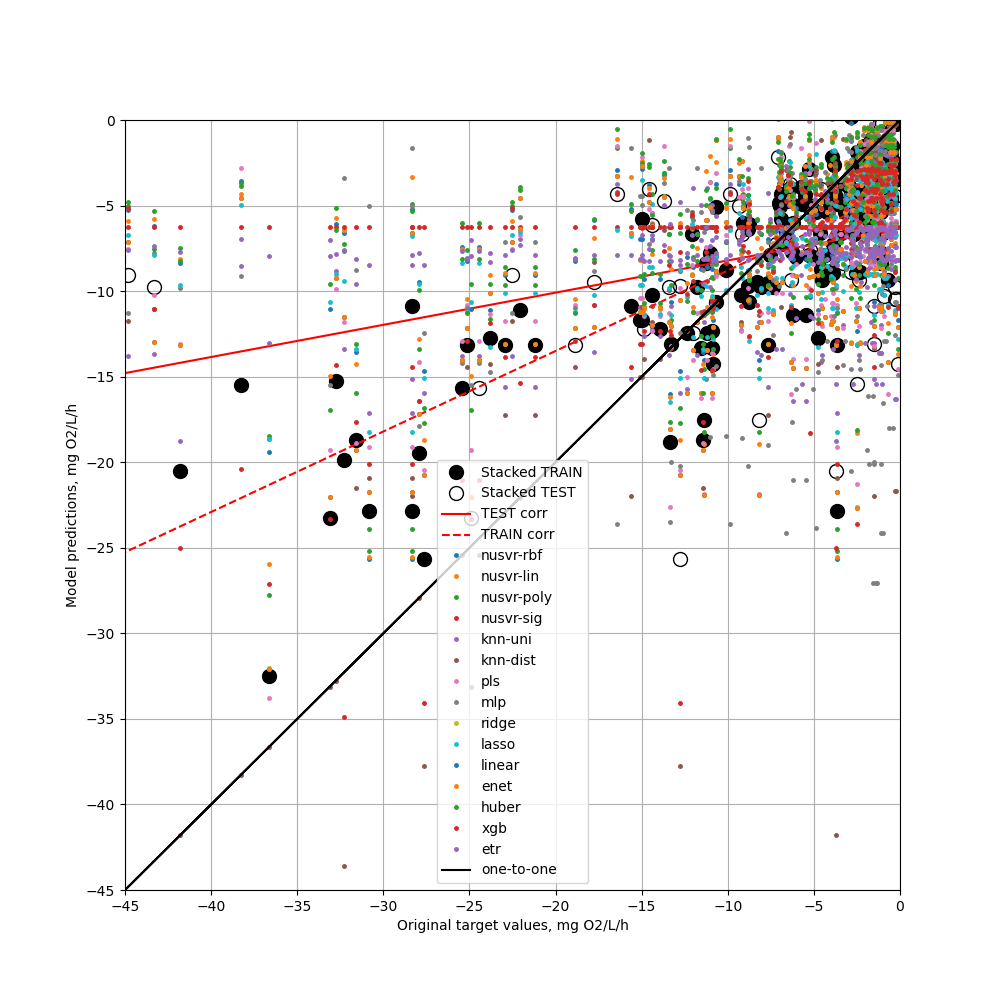 0
−5
−10
−15
−20
−25
−30
−35
−40
−45
Model predictions, mg O2/L/h
Stacked TRAIN
Stacked TEST
TEST corr
TRAIN corr
nusvr-rbf
nusvr-lin
nusvr-poly
nusvr-sig
knn-uni
knn-dist
pls
mlp
ridge
lasso
linear
enet
huber
xgb
etr
one-to-one
−45 −40 −35 −30 −25 −20 −15 −10 −5 0
Original target values, mg O2/L/h